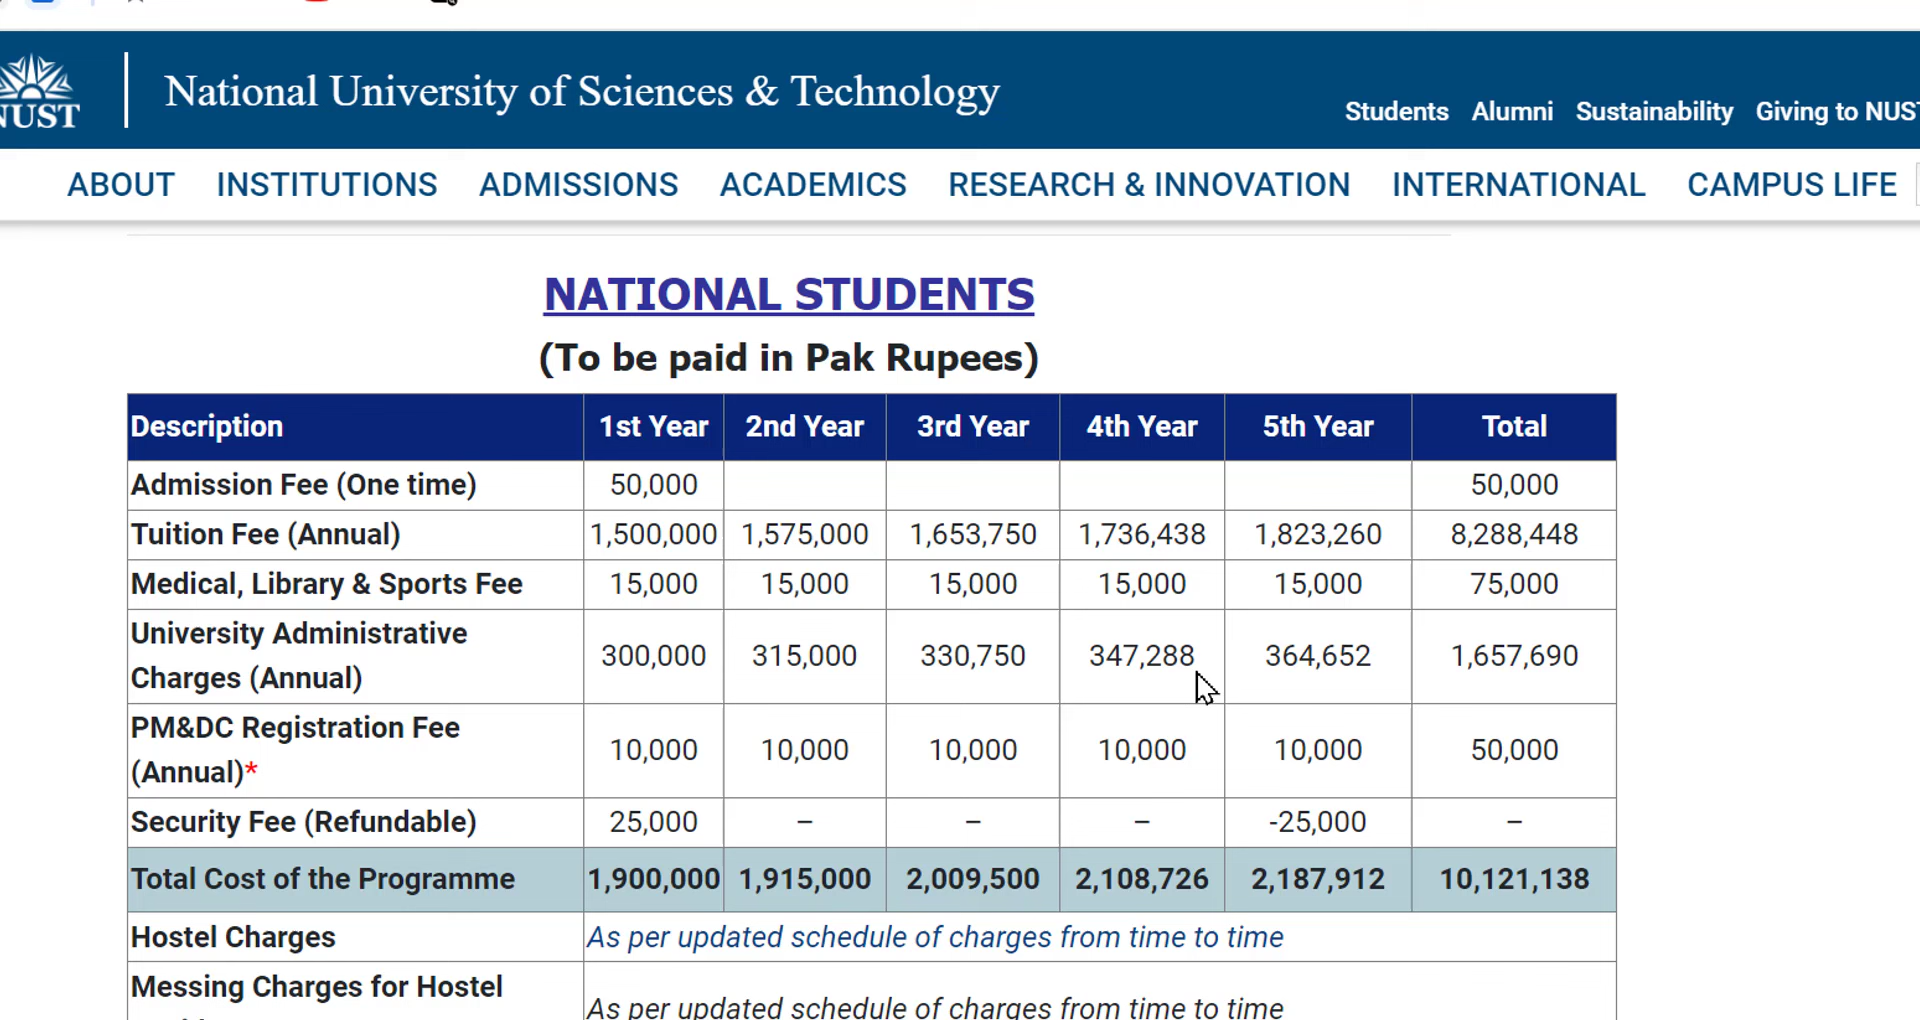 NUST
National University of Sciences & Technology
Students Alumni Sustainability Giving to NUST
ABOUT INSTITUTIONS ADMISSIONS ACADEMICS RESEARCH & INNOVATION INTERNATIONAL CAMPUS LIFE
NATIONAL STUDENTS
(To be paid in Pak Rupees)
Description 1st Year 2nd Year 3rd Year 4th Year 5th Year Total
Admission Fee (One time) 50,000 50,000
Tuition Fee (Annual) 1,500,000 1,575,000 1,653,750 1,736,438 1,823,260 8,288,448
Medical, Library & Sports Fee 15,000 15,000 15,000 15,000 15,000 75,000
University Administrative
Charges (Annual) 300,000 315,000 330,750 347,288 364,652 1,657,690
PM&DC Registration Fee
(Annual)* 10,000 10,000 10,000 10,000 10,000 50,000
Security Fee (Refundable) 25,000 – – – -25,000 –
Total Cost of the Programme 1,900,000 1,915,000 2,009,500 2,108,726 2,187,912 10,121,138
Hostel Charges As per updated schedule of charges from time to time
Messing Charges for Hostel
As per updated schedule of charges from time to time